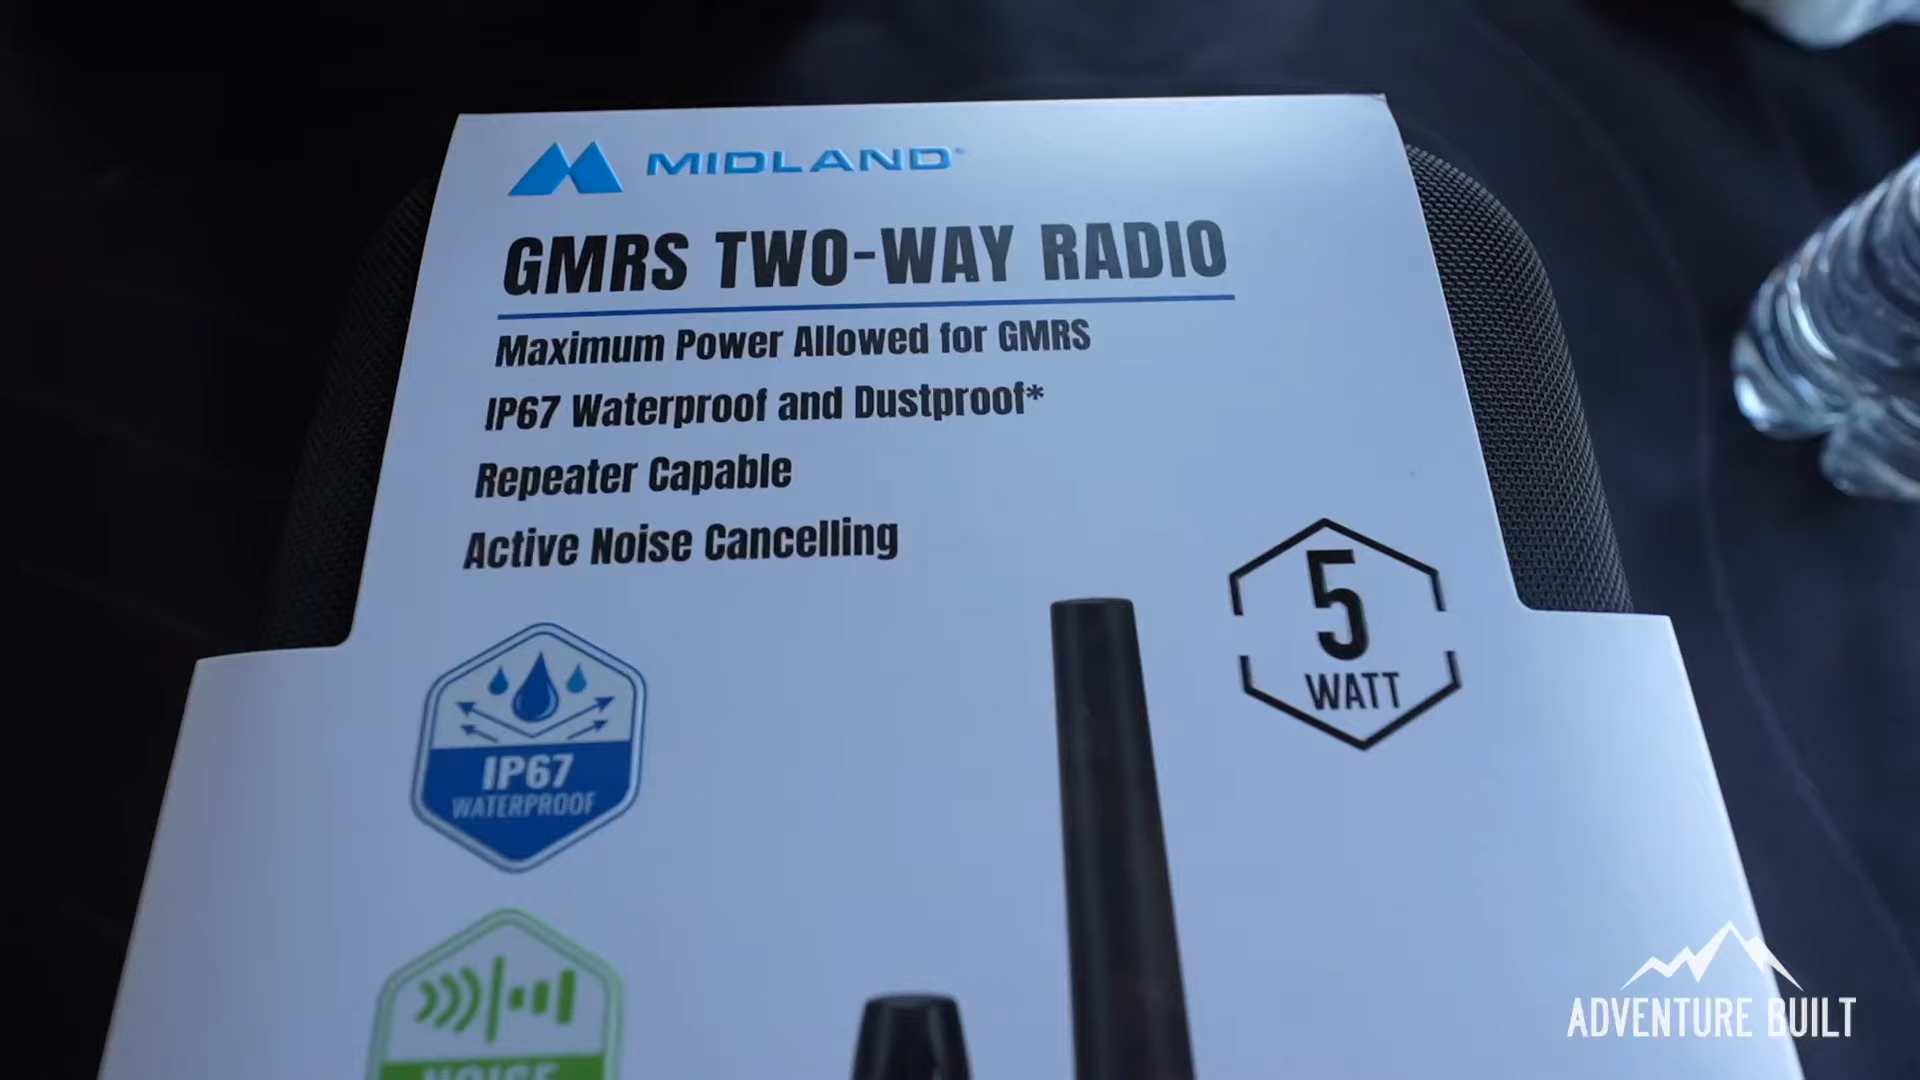 MIDLAND
GMRS TWO-WAY RADIO
Maximum Power Allowed for GMRS
IP67 Waterproof and Dustproof*
Repeater Capable
Active Noise Cancelling
5
WATT
IP67
WATERPROOF
NOISE
ADVENTURE BUILT